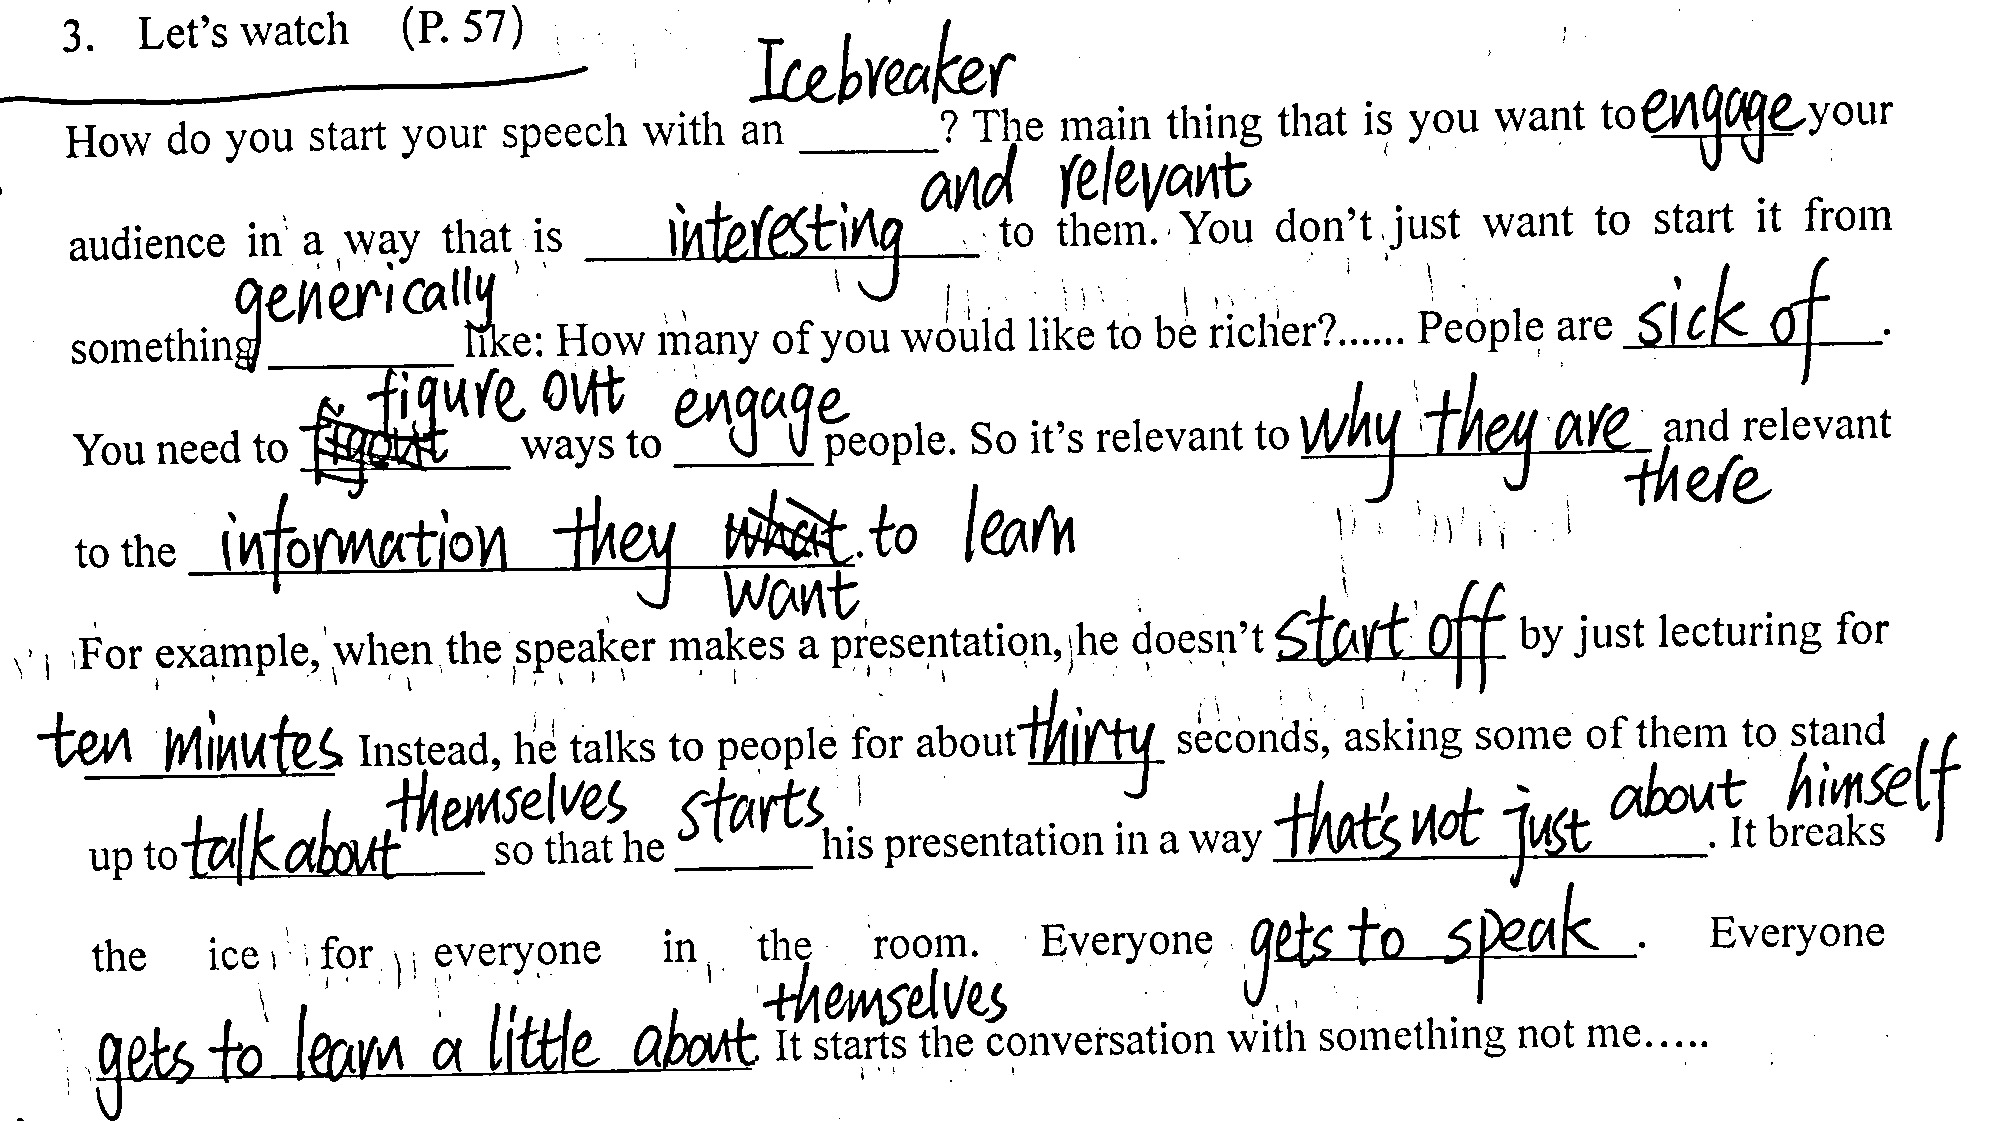 3. Let's watch (P. 57)
How do you start your speech with an Icebreaker? The main thing that is you want to engage your
audience in a way that is interesting and relevant to them. You don't just want to start it from
something generically like: How many of you would like to be richer?...... People are sick of.
You need to figure out ways to engage people. So it's relevant to why they are there and relevant
to the information they want to learn
For example, when the speaker makes a presentation, he doesn't start off by just lecturing for
ten minutes Instead, he talks to people for about thirty seconds, asking some of them to stand
up to talk about themselves so that he starts his presentation in a way that's not just about himself. It breaks
the ice for everyone in the room. Everyone gets to speak. Everyone
gets to learn a little about themselves It starts the conversation with something not me.....